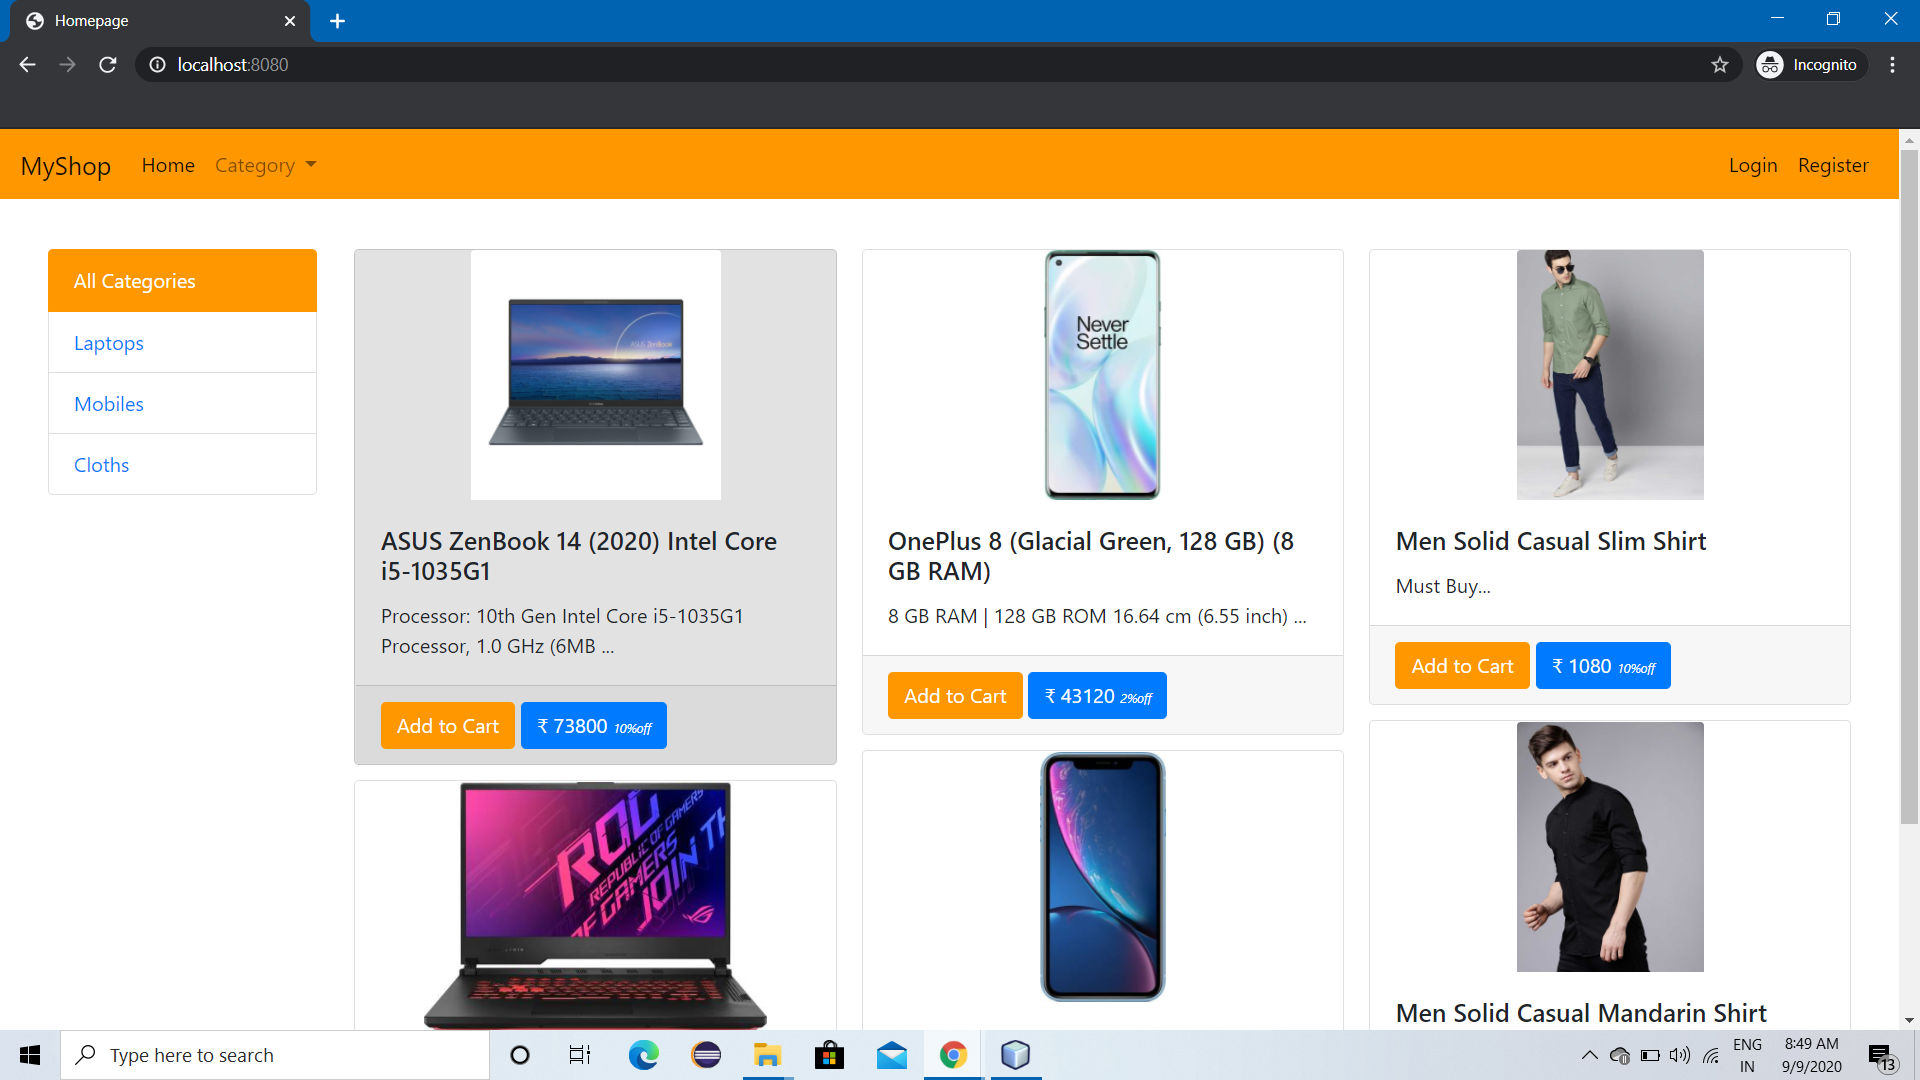 Homepage
localhost:8080
Incognito
MyShop
Home
Category
Login
Register
All Categories
Laptops
Mobiles
Cloths
ASUS ZenBook
ASUS ZenBook 14 (2020) Intel Core
i5-1035G1
Processor: 10th Gen Intel Core i5-1035G1
Processor, 1.0 GHz (6MB ...
Add to Cart
₹ 73800 10%off
ROG
REPUBLIC OF GAMERS
OF GAMERS
JOIN TH
Never
Settle
OnePlus 8 (Glacial Green, 128 GB) (8
GB RAM)
8 GB RAM | 128 GB ROM 16.64 cm (6.55 inch) ...
Add to Cart
₹ 43120 2%off
Men Solid Casual Slim Shirt
Must Buy...
Add to Cart
₹ 1080 10%off
Men Solid Casual Mandarin Shirt
Type here to search
ENG
IN
8:49 AM
9/9/2020
13